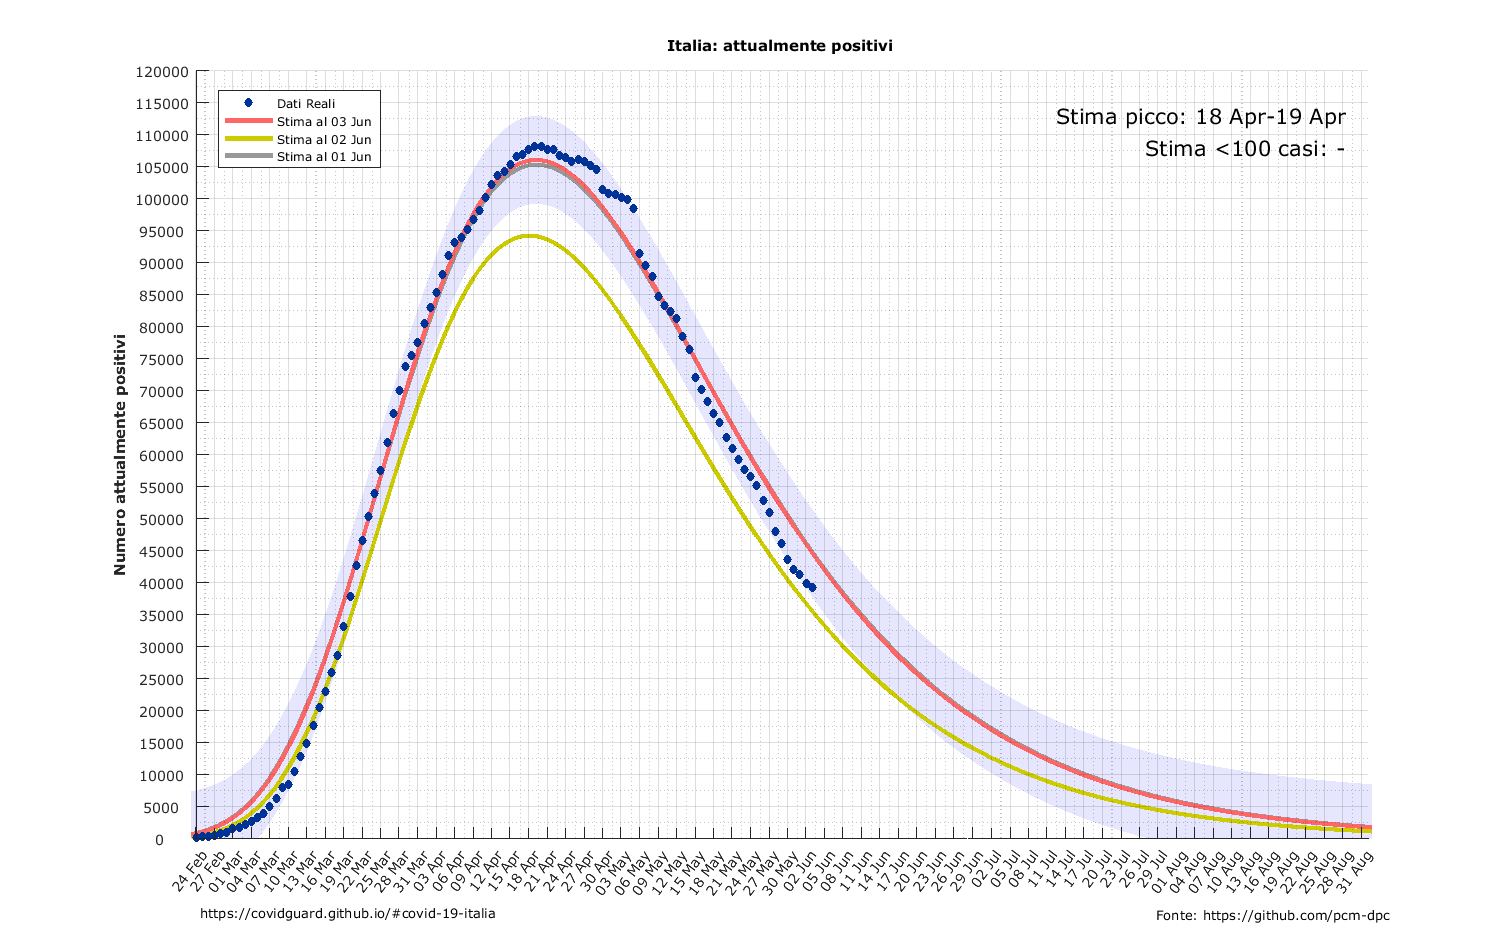 Italia: attualmente positivi
Stima picco: 18 Apr-19 Apr
Stima <100 casi: -
Dati Reali
Stima al 03 Jun
Stima al 02 Jun
Stima al 01 Jun
Numero attualmente positivi
120000
115000
110000
105000
100000
95000
90000
85000
80000
75000
70000
65000
60000
55000
50000
45000
40000
35000
30000
25000
20000
15000
10000
5000
0
24 Feb
27 Feb
01 Mar
04 Mar
07 Mar
10 Mar
13 Mar
16 Mar
19 Mar
22 Mar
25 Mar
28 Mar
31 Mar
03 Apr
06 Apr
09 Apr
12 Apr
15 Apr
18 Apr
21 Apr
24 Apr
27 Apr
30 Apr
03 May
06 May
09 May
12 May
15 May
18 May
21 May
24 May
27 May
30 May
02 Jun
05 Jun
08 Jun
11 Jun
14 Jun
17 Jun
20 Jun
23 Jun
26 Jun
29 Jun
02 Jul
05 Jul
08 Jul
11 Jul
14 Jul
17 Jul
20 Jul
23 Jul
26 Jul
29 Jul
01 Aug
04 Aug
07 Aug
10 Aug
13 Aug
16 Aug
19 Aug
22 Aug
25 Aug
28 Aug
31 Aug
https://covidguard.github.io/#covid-19-italia
Fonte: https://github.com/pcm-dpc